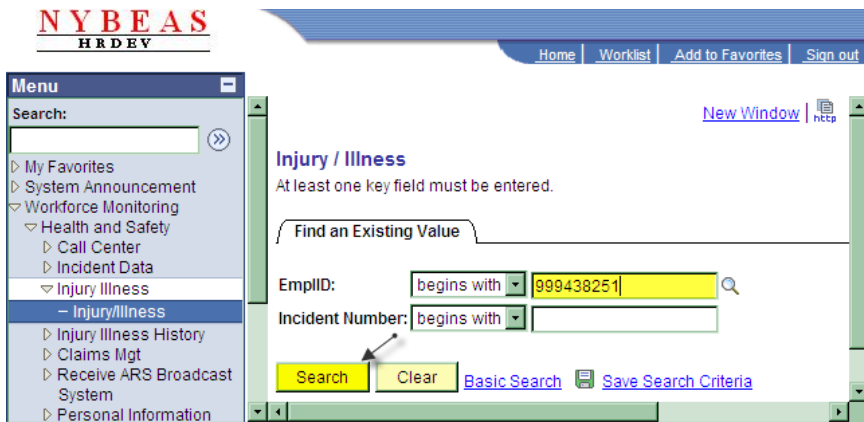 NYBEAS
HRDEV
Home Worklist Add to Favorites Sign out
Menu
Search:
My Favorites
System Announcement
Workforce Monitoring
Health and Safety
Call Center
Incident Data
Injury Illness
– Injury/Illness
Injury Illness History
Claims Mgt
Receive ARS Broadcast
System
Personal Information
New Window http
Injury / Illness
At least one key field must be entered.
Find an Existing Value
EmplID: begins with 999438251
Incident Number: begins with
Search Clear Basic Search Save Search Criteria